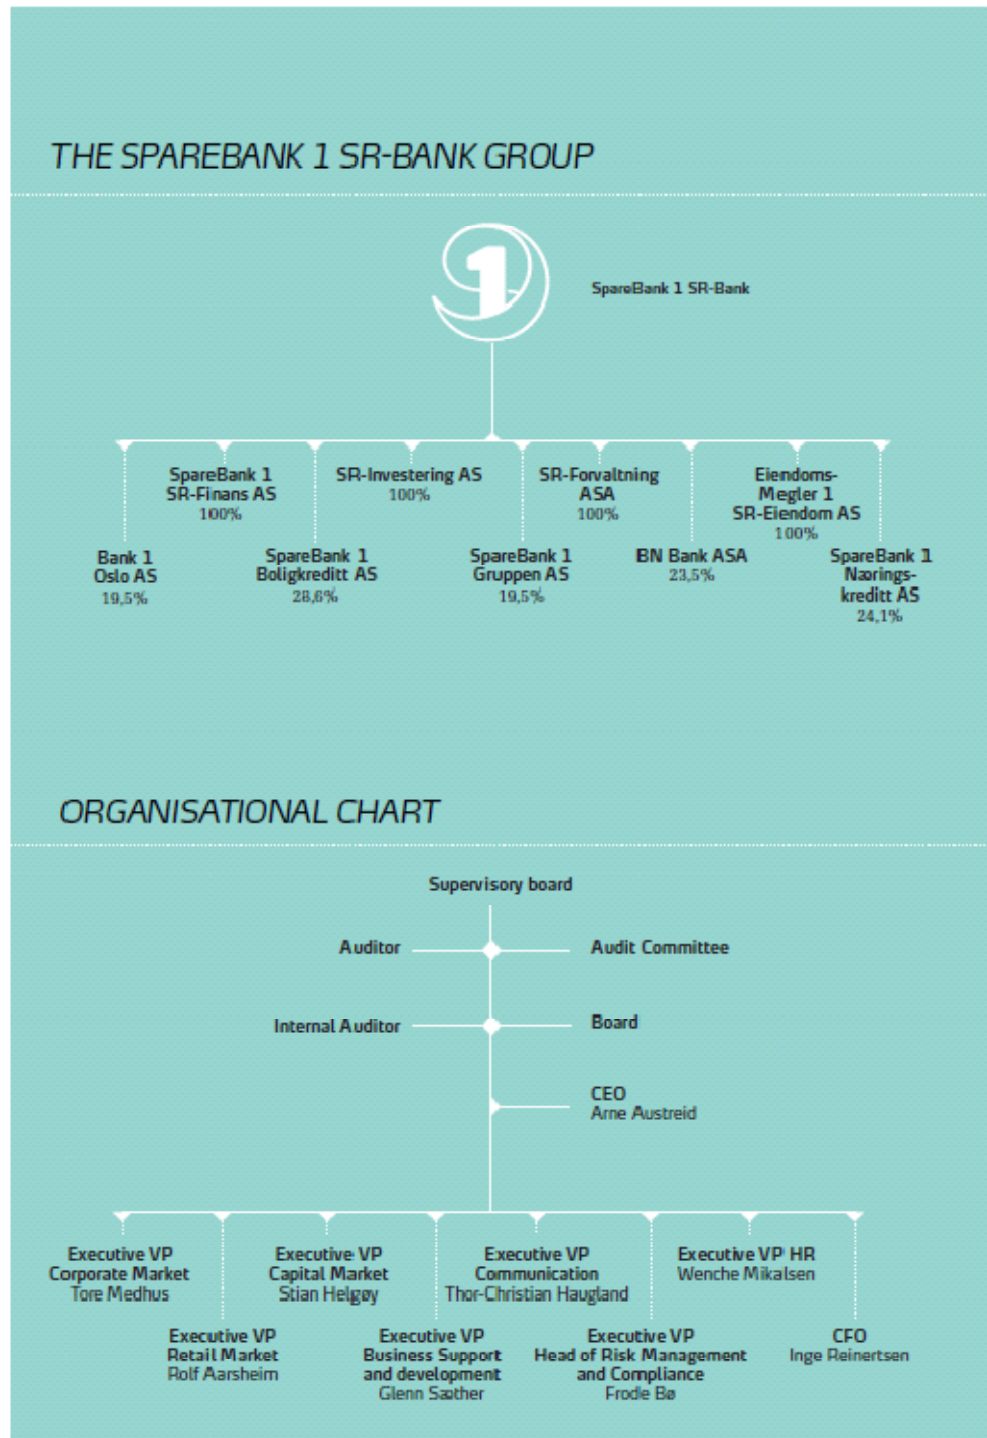 THE SPAREBANK 1 SR-BANK GROUP
1
SpareBank 1 SR-Bank
SpareBank 1
SR-Finans AS
100%
SR-Investering AS
100%
SR-Forvaltning
ASA
100%
Eiendoms-
Megler 1
SR-Eiendom AS
100%
Bank 1
Oslo AS
19,5%
SpareBank 1
Boligkreditt AS
28,6%
SpareBank 1
Gruppen AS
19,5%
BN Bank ASA
23,5%
SpareBank 1
Nærings-
kreditt AS
24,1%
ORGANISATIONAL CHART
Supervisory board
Auditor
Audit Committee
Internal Auditor
Board
CEO
Arne Austreid
Executive VP
Corporate Market
Tore Medhus
Executive VP
Capital Market
Stian Helgøy
Executive VP
Communication
Thor-Christian Haugland
Executive VP HR
Wenche Mikalsen
Executive VP
Retail Market
Rolf Aarsheim
Executive VP
Business Support
and development
Glenn Sæther
Executive VP
Head of Risk Management
and Compliance
Frode Bø
CFO
Inge Reinertsen